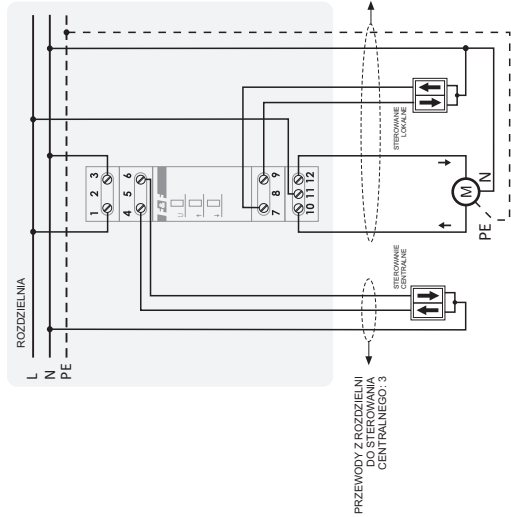 ROZDZIELNIA
L
N
PE
1 2 3
4 5 6
F&F
U
7 8 9
10 11 12
STEROWANIE
LOKALNE
STEROWANIE
CENTRALNE
M
N
PE
PRZEWODY Z ROZDZIELNI
DO STEROWANIA
CENTRALNEGO: 3